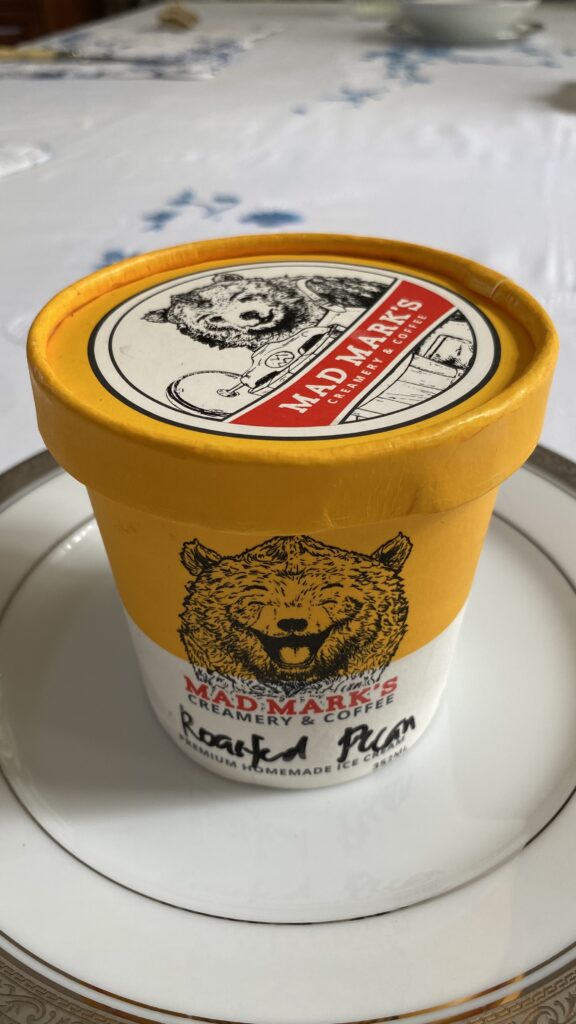 MAD MARK'S
CREAMERY & COFFEE
MAD MARK'S
CREAMERY & COFFEE
Roasted Pecan
PREMIUM HOMEMADE ICE CREAM